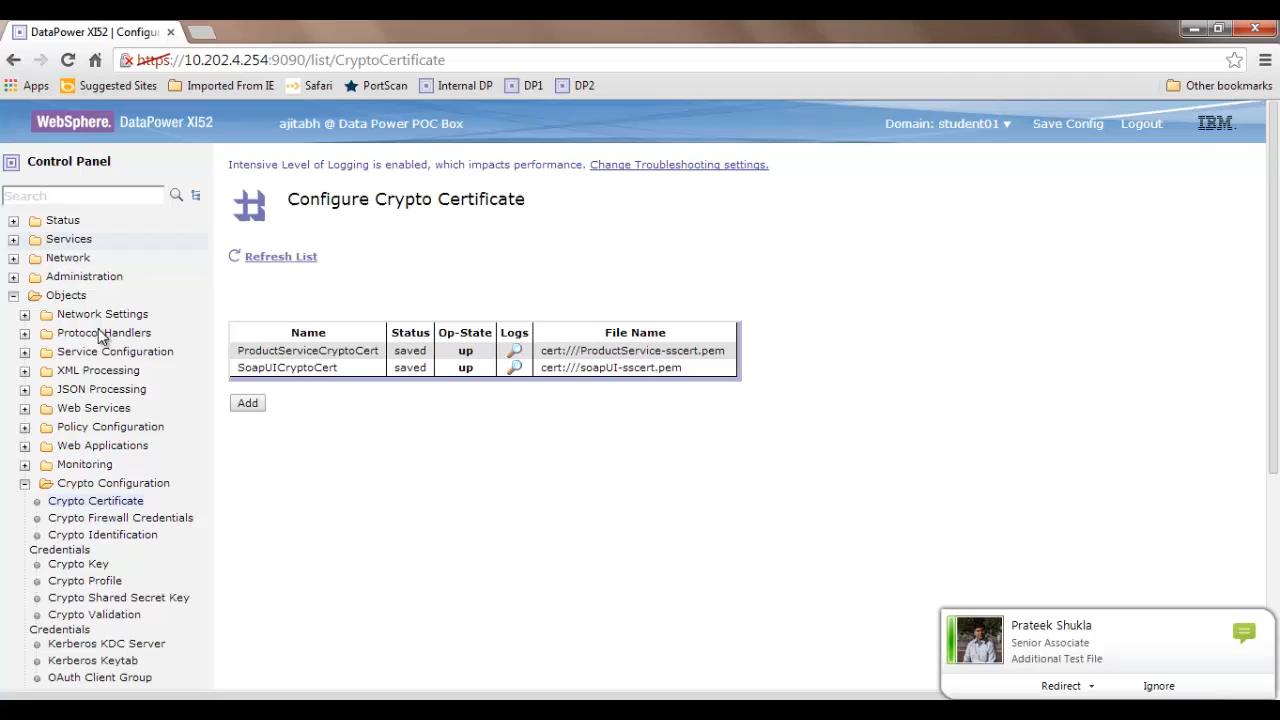 DataPower XI52 | Configur
https://10.202.4.254:9090/list/CryptoCertificate
Apps
Suggested Sites
Imported From IE
Safari
PortScan
Internal DP
DP1
DP2
Other bookmarks
WebSphere. DataPower XI52
ajitabh @ Data Power POC Box
Domain: student01
Save Config
Logout
IBM.
Control Panel
Search
Status
Services
Network
Administration
Objects
Network Settings
Protocol Handlers
Service Configuration
XML Processing
JSON Processing
Web Services
Policy Configuration
Web Applications
Monitoring
Crypto Configuration
Crypto Certificate
Crypto Firewall Credentials
Crypto Identification
Credentials
Crypto Key
Crypto Profile
Crypto Shared Secret Key
Crypto Validation
Credentials
Kerberos KDC Server
Kerberos Keytab
OAuth Client Group
Intensive Level of Logging is enabled, which impacts performance. Change Troubleshooting settings.
Configure Crypto Certificate
Refresh List
Name Status Op-State Logs File Name
ProductServiceCryptoCert saved up cert:///ProductService-sscert.pem
SoapUICryptoCert saved up cert:///soapUI-sscert.pem
Add
Prateek Shukla
Senior Associate
Additional Test File
Redirect
Ignore